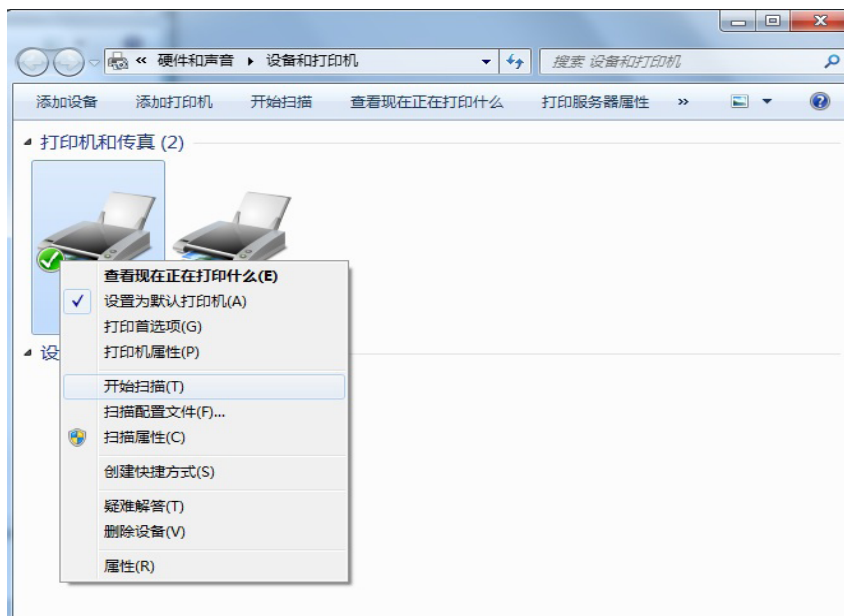 « 硬件和声音 ▸ 设备和打印机
搜索 设备和打印机
添加设备 添加打印机 开始扫描 查看现在正在打印什么 打印服务器属性 »
打印机和传真 (2)
查看现在正在打印什么(E)
设置为默认打印机(A)
打印首选项(G)
打印机属性(P)
设
开始扫描(T)
扫描配置文件(F)...
扫描属性(C)
创建快捷方式(S)
疑难解答(T)
删除设备(V)
属性(R)